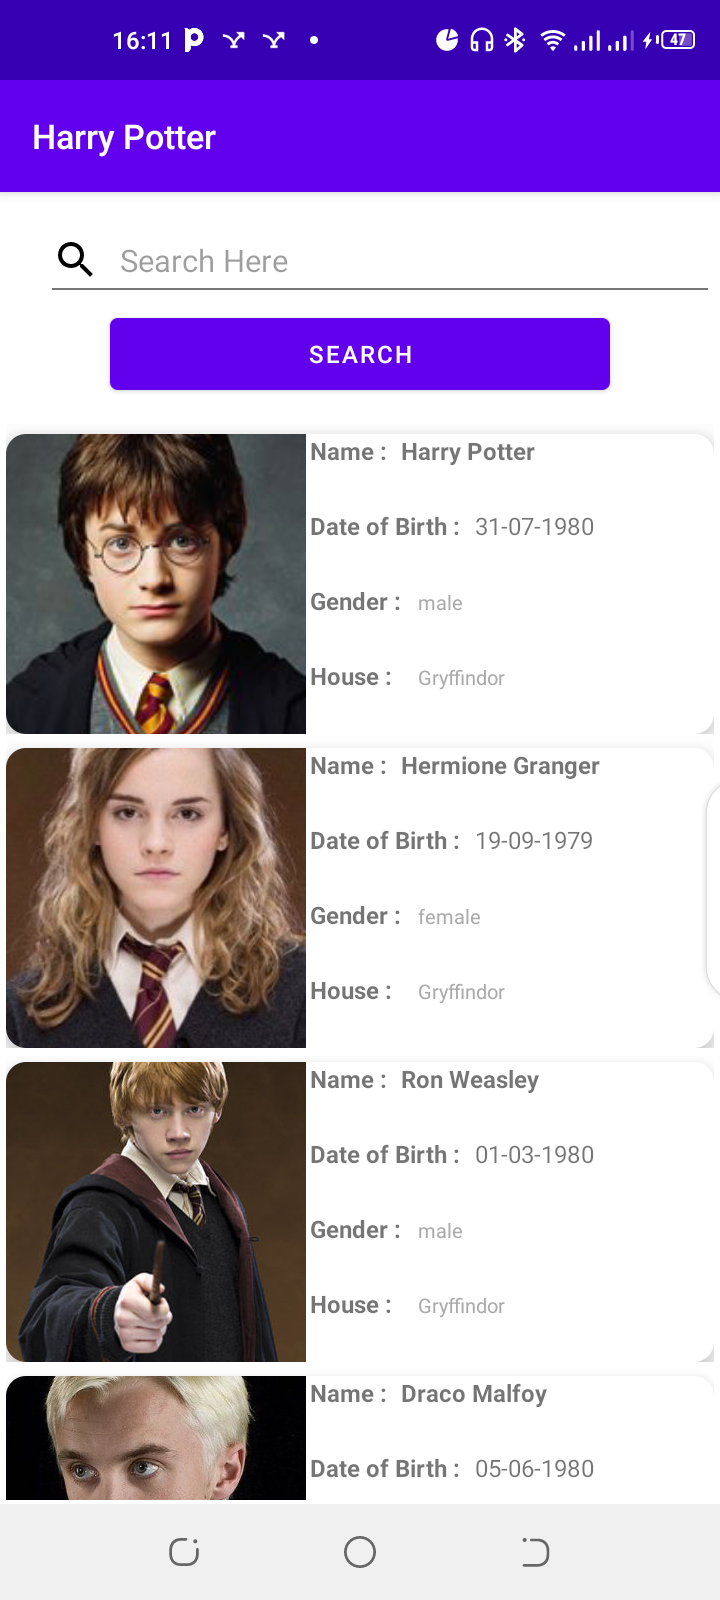 16:11
47
Harry Potter
Search Here
SEARCH
Name : Harry Potter
Date of Birth : 31-07-1980
Gender : male
House : Gryffindor
Name : Hermione Granger
Date of Birth : 19-09-1979
Gender : female
House : Gryffindor
Name : Ron Weasley
Date of Birth : 01-03-1980
Gender : male
House : Gryffindor
Name : Draco Malfoy
Date of Birth : 05-06-1980